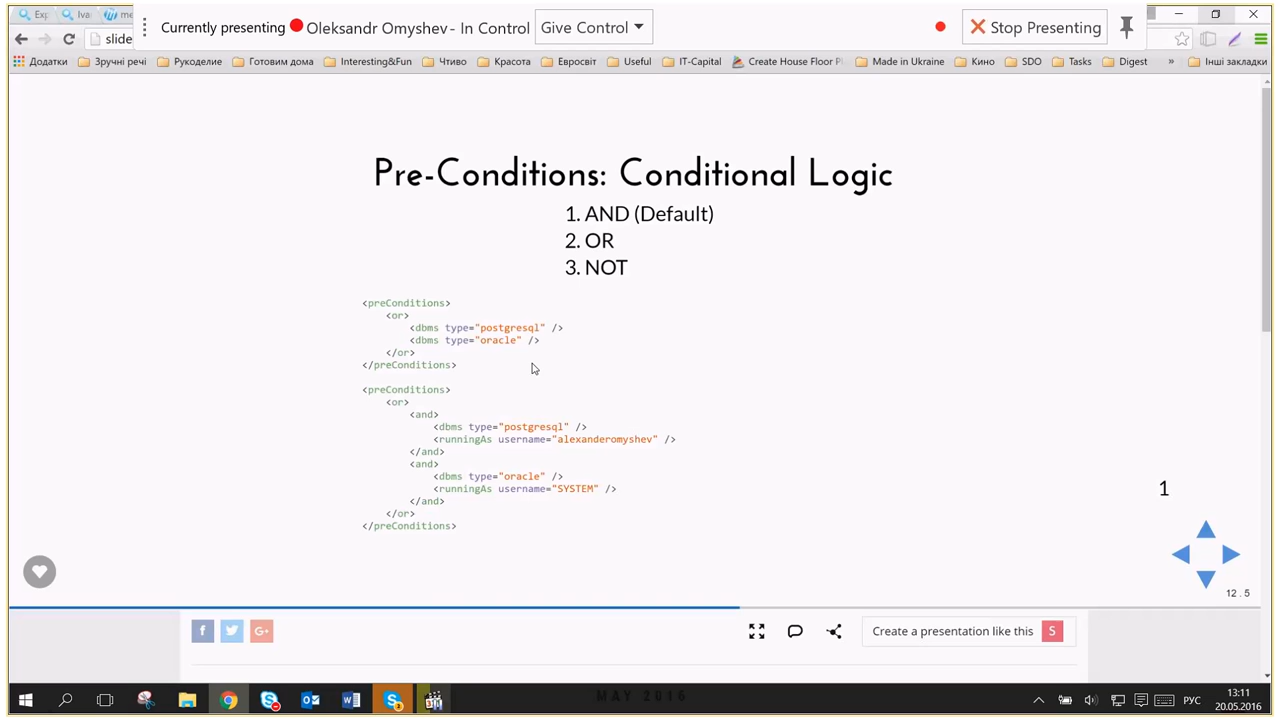 Exp
Iva
me
Currently presenting
Oleksandr Omyshev - In Control
Give Control
Stop Presenting
slide
Додатки
Зручні речі
Рукоделие
Готовим дома
Interesting&Fun
Чтиво
Красота
Евросвіт
Useful
IT-Capital
Create House Floor Pl
Made in Ukraine
Кино
SDO
Tasks
Digest
»
Інші закладки
Pre-Conditions: Conditional Logic
1. AND (Default)
2. OR
3. NOT
<preConditions>
<or>
<dbms type="postgresql" />
<dbms type="oracle" />
</or>
</preConditions>
<preConditions>
<or>
<and>
<dbms type="postgresql" />
<runningAs username="alexanderomyshev" />
</and>
<and>
<dbms type="oracle" />
<runningAs username="SYSTEM" />
</and>
</or>
</preConditions>
1
12.5
f
G+
Create a presentation like this
S
MAY 2016
РУС
13:11
20.05.2016